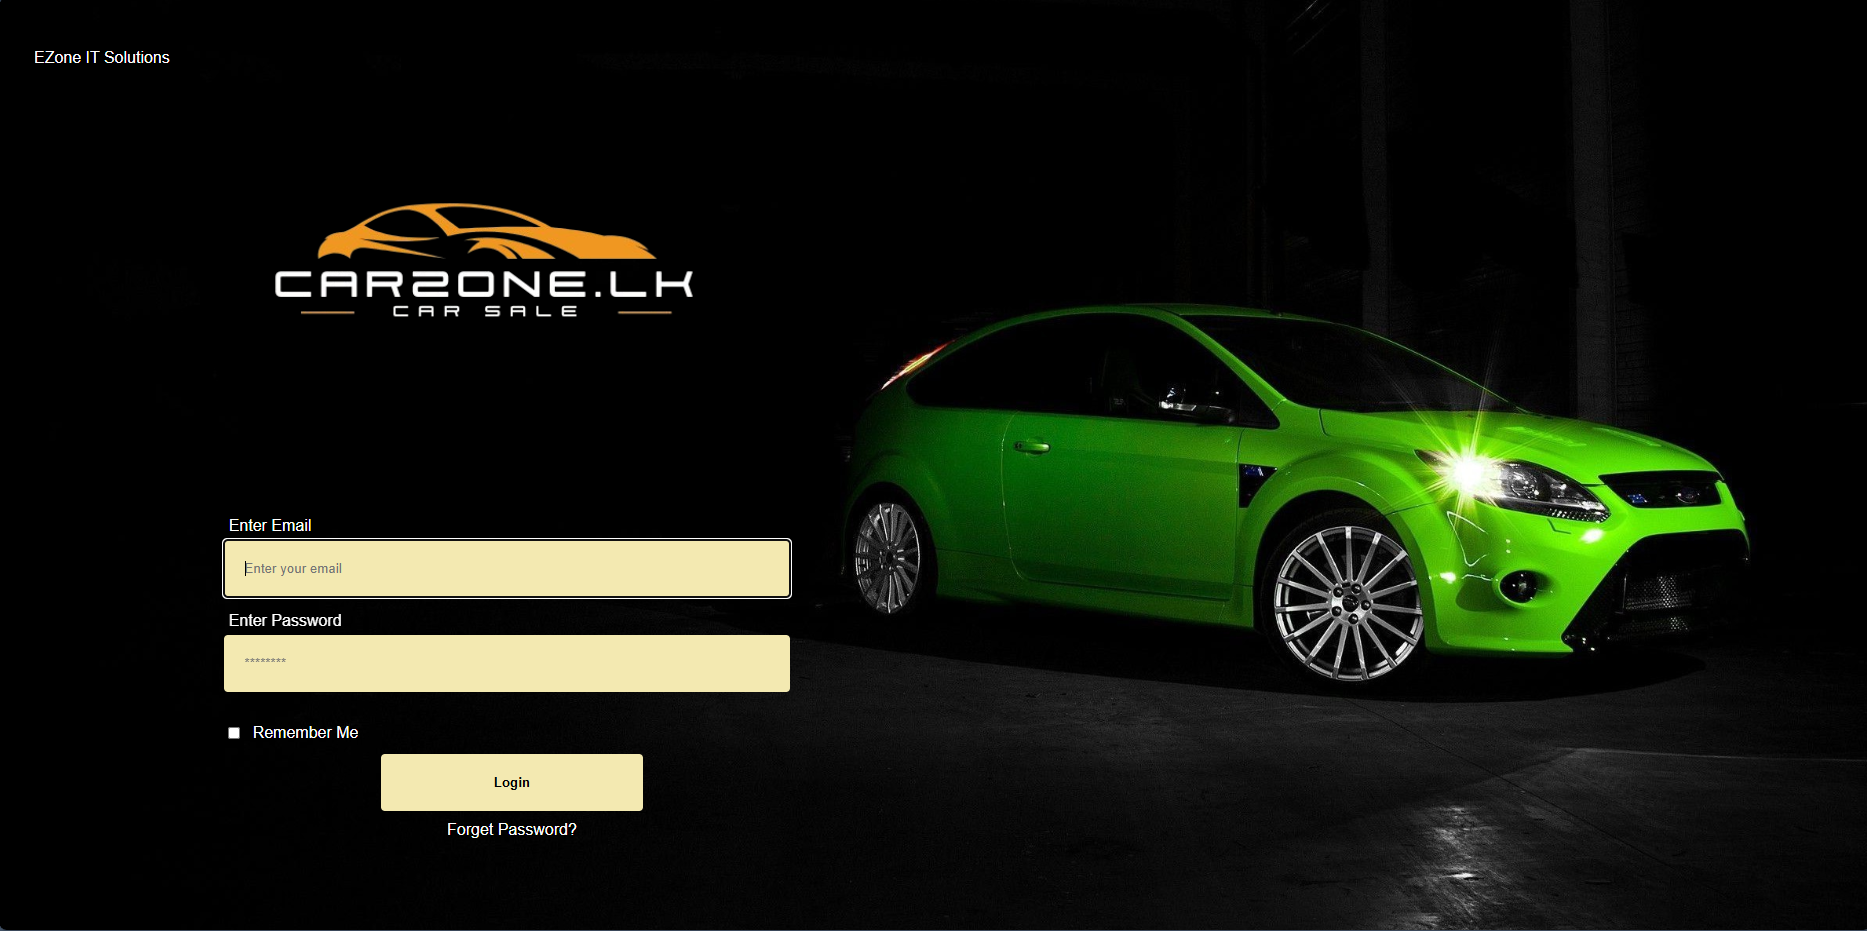 EZone IT Solutions
CARZONE.LK
CAR SALE
Enter Email
Enter your email
Enter Password
********
Remember Me
Login
Forget Password?